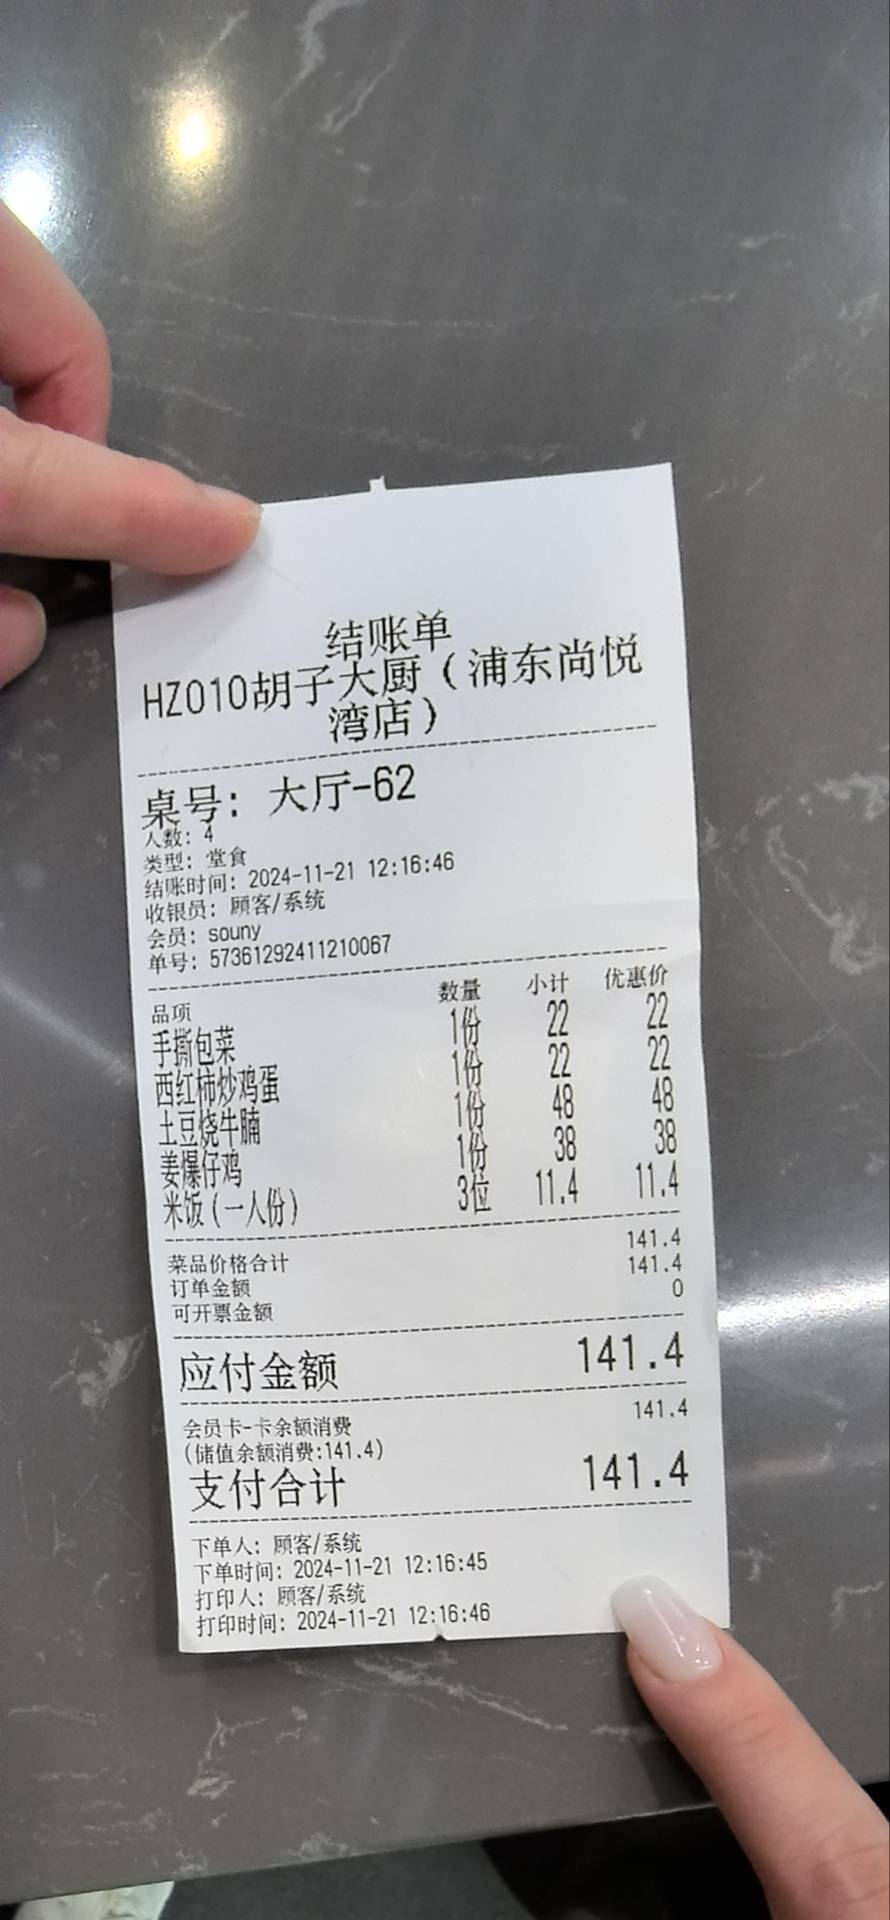 结账单
HZ010胡子大厨（浦东尚悦
湾店）
桌号：大厅-62
人数：4
类型：堂食
结账时间：2024-11-21 12:16:46
收银员：顾客/系统
会员：souny
单号：57361292411210067
品项 数量 小计 优惠价
手撕包菜 1份 22 22
西红柿炒鸡蛋 1份 22 22
土豆烧牛腩 1份 48 48
姜爆仔鸡 1份 38 38
米饭（一人份） 3位 11.4 11.4
菜品价格合计 141.4
订单金额 141.4
可开票金额 0
应付金额 141.4
会员卡-卡余额消费 141.4
(储值余额消费:141.4)
支付合计 141.4
下单人：顾客/系统
下单时间：2024-11-21 12:16:45
打印人：顾客/系统
打印时间：2024-11-21 12:16:46